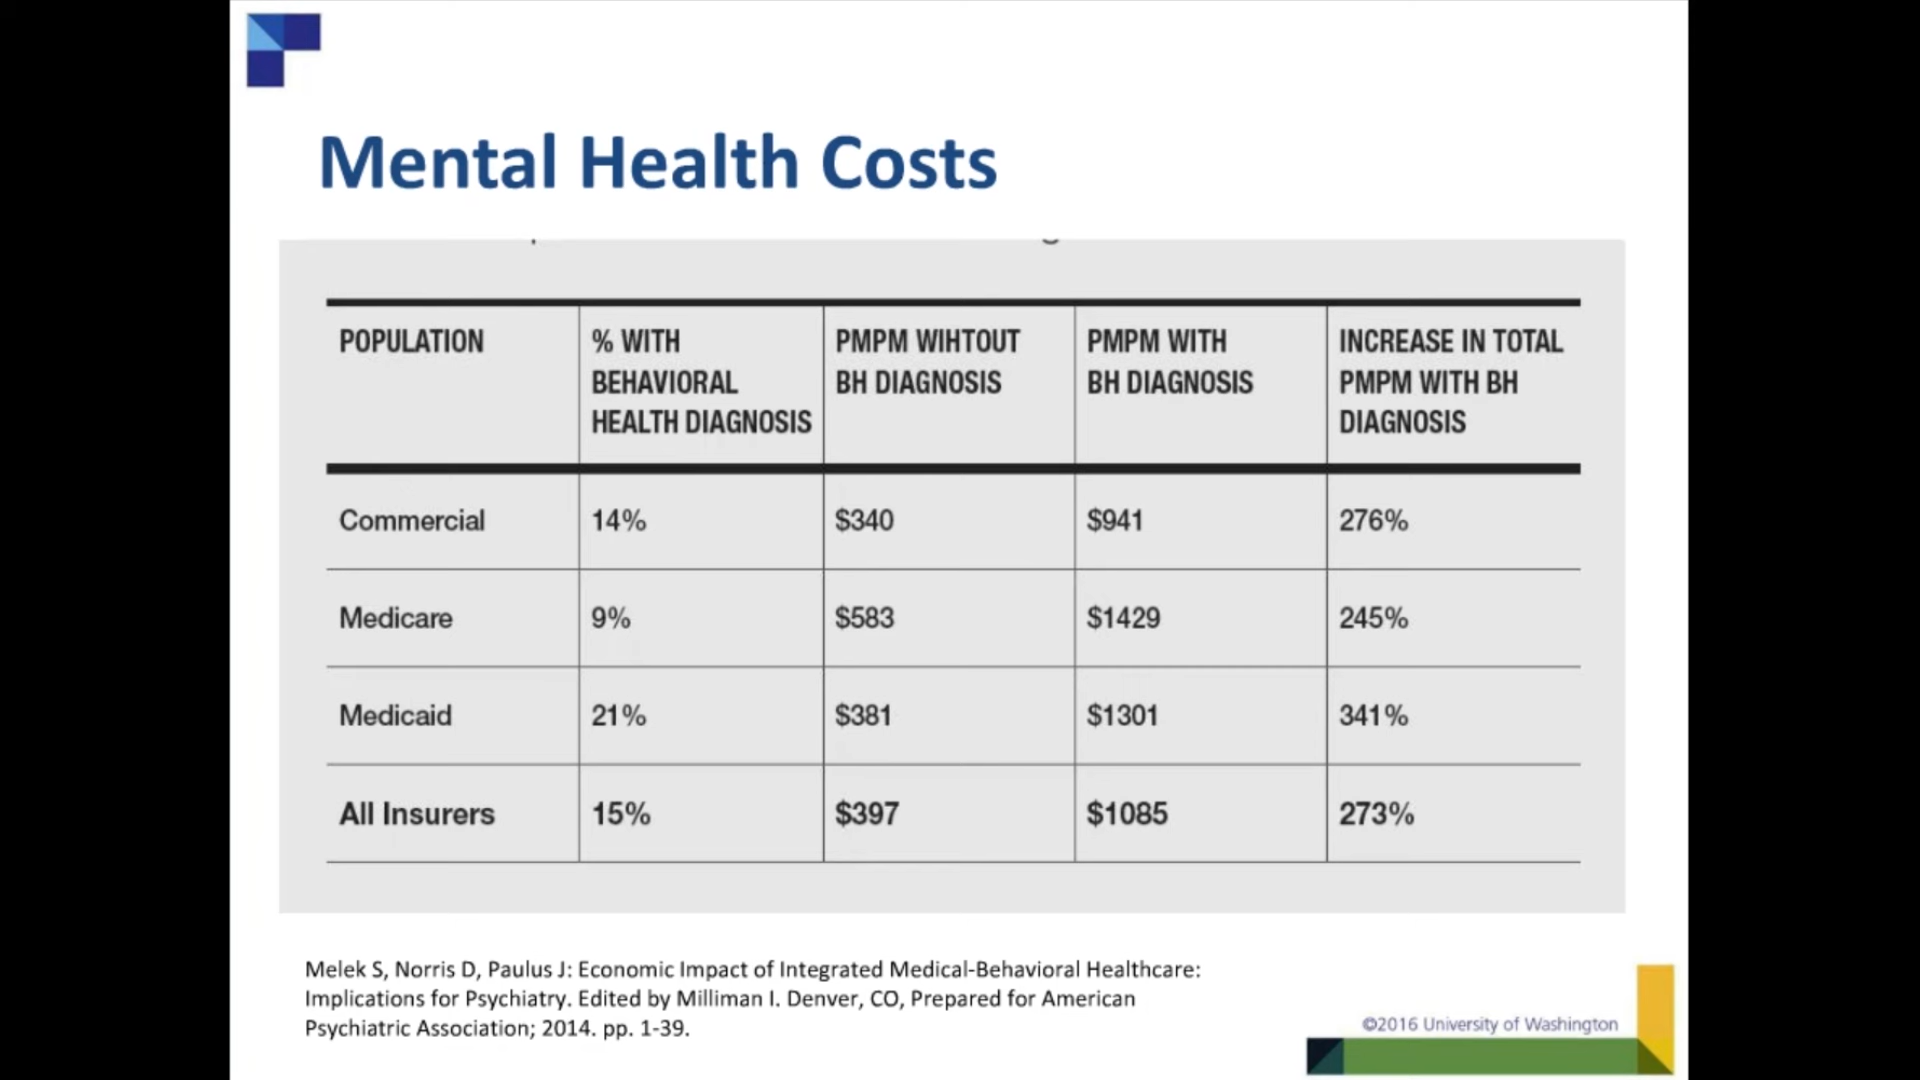 Mental Health Costs
POPULATION
% WITH
BEHAVIORAL
HEALTH DIAGNOSIS
PMPM WIHTOUT
BH DIAGNOSIS
PMPM WITH
BH DIAGNOSIS
INCREASE IN TOTAL
PMPM WITH BH
DIAGNOSIS
Commercial 14% $340 $941 276%
Medicare 9% $583 $1429 245%
Medicaid 21% $381 $1301 341%
All Insurers 15% $397 $1085 273%
Melek S, Norris D, Paulus J: Economic Impact of Integrated Medical-Behavioral Healthcare:
Implications for Psychiatry. Edited by Milliman I. Denver, CO, Prepared for American
Psychiatric Association; 2014. pp. 1-39.
©2016 University of Washington